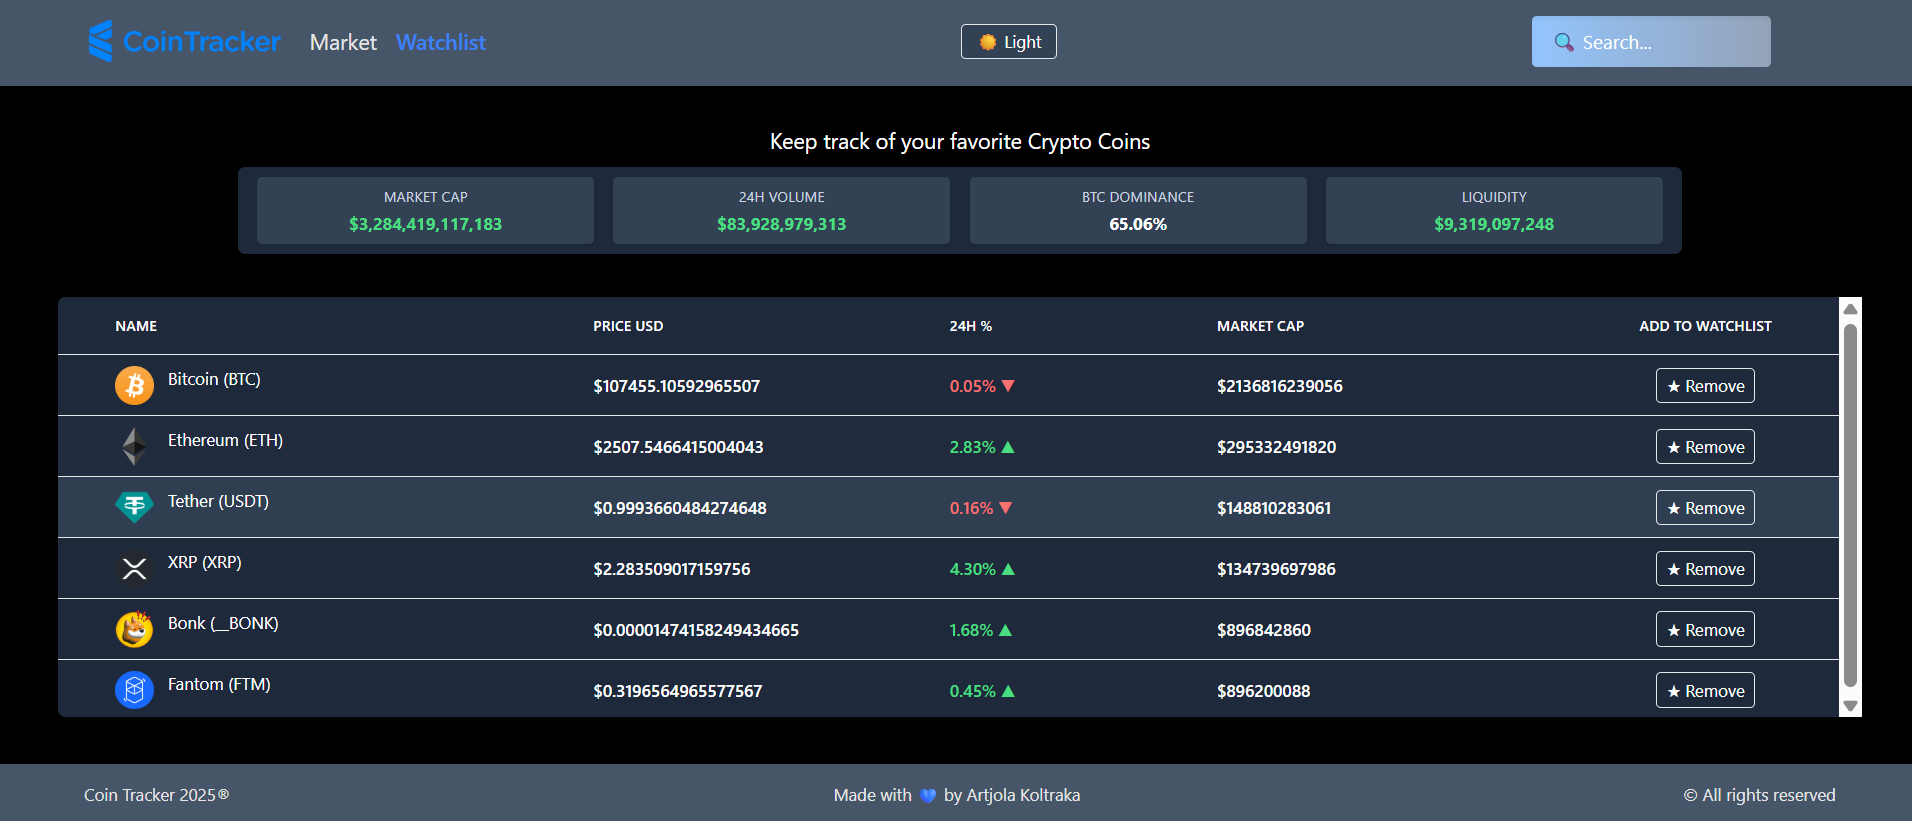 CoinTracker Market Watchlist Light Search...
Keep track of your favorite Crypto Coins
MARKET CAP 24H VOLUME BTC DOMINANCE LIQUIDITY
$3,284,419,117,183 $83,928,979,313 65.06% $9,319,097,248
NAME PRICE USD 24H % MARKET CAP ADD TO WATCHLIST
Bitcoin (BTC) $107455.10592965507 0.05% ▼ $2136816239056 ★ Remove
Ethereum (ETH) $2507.5466415004043 2.83% ▲ $295332491820 ★ Remove
Tether (USDT) $0.9993660484274648 0.16% ▼ $148810283061 ★ Remove
XRP (XRP) $2.283509017159756 4.30% ▲ $134739697986 ★ Remove
Bonk (__BONK) $0.00001474158249434665 1.68% ▲ $896842860 ★ Remove
Fantom (FTM) $0.3196564965577567 0.45% ▲ $896200088 ★ Remove
Coin Tracker 2025® Made with 💙 by Artjola Koltraka © All rights reserved